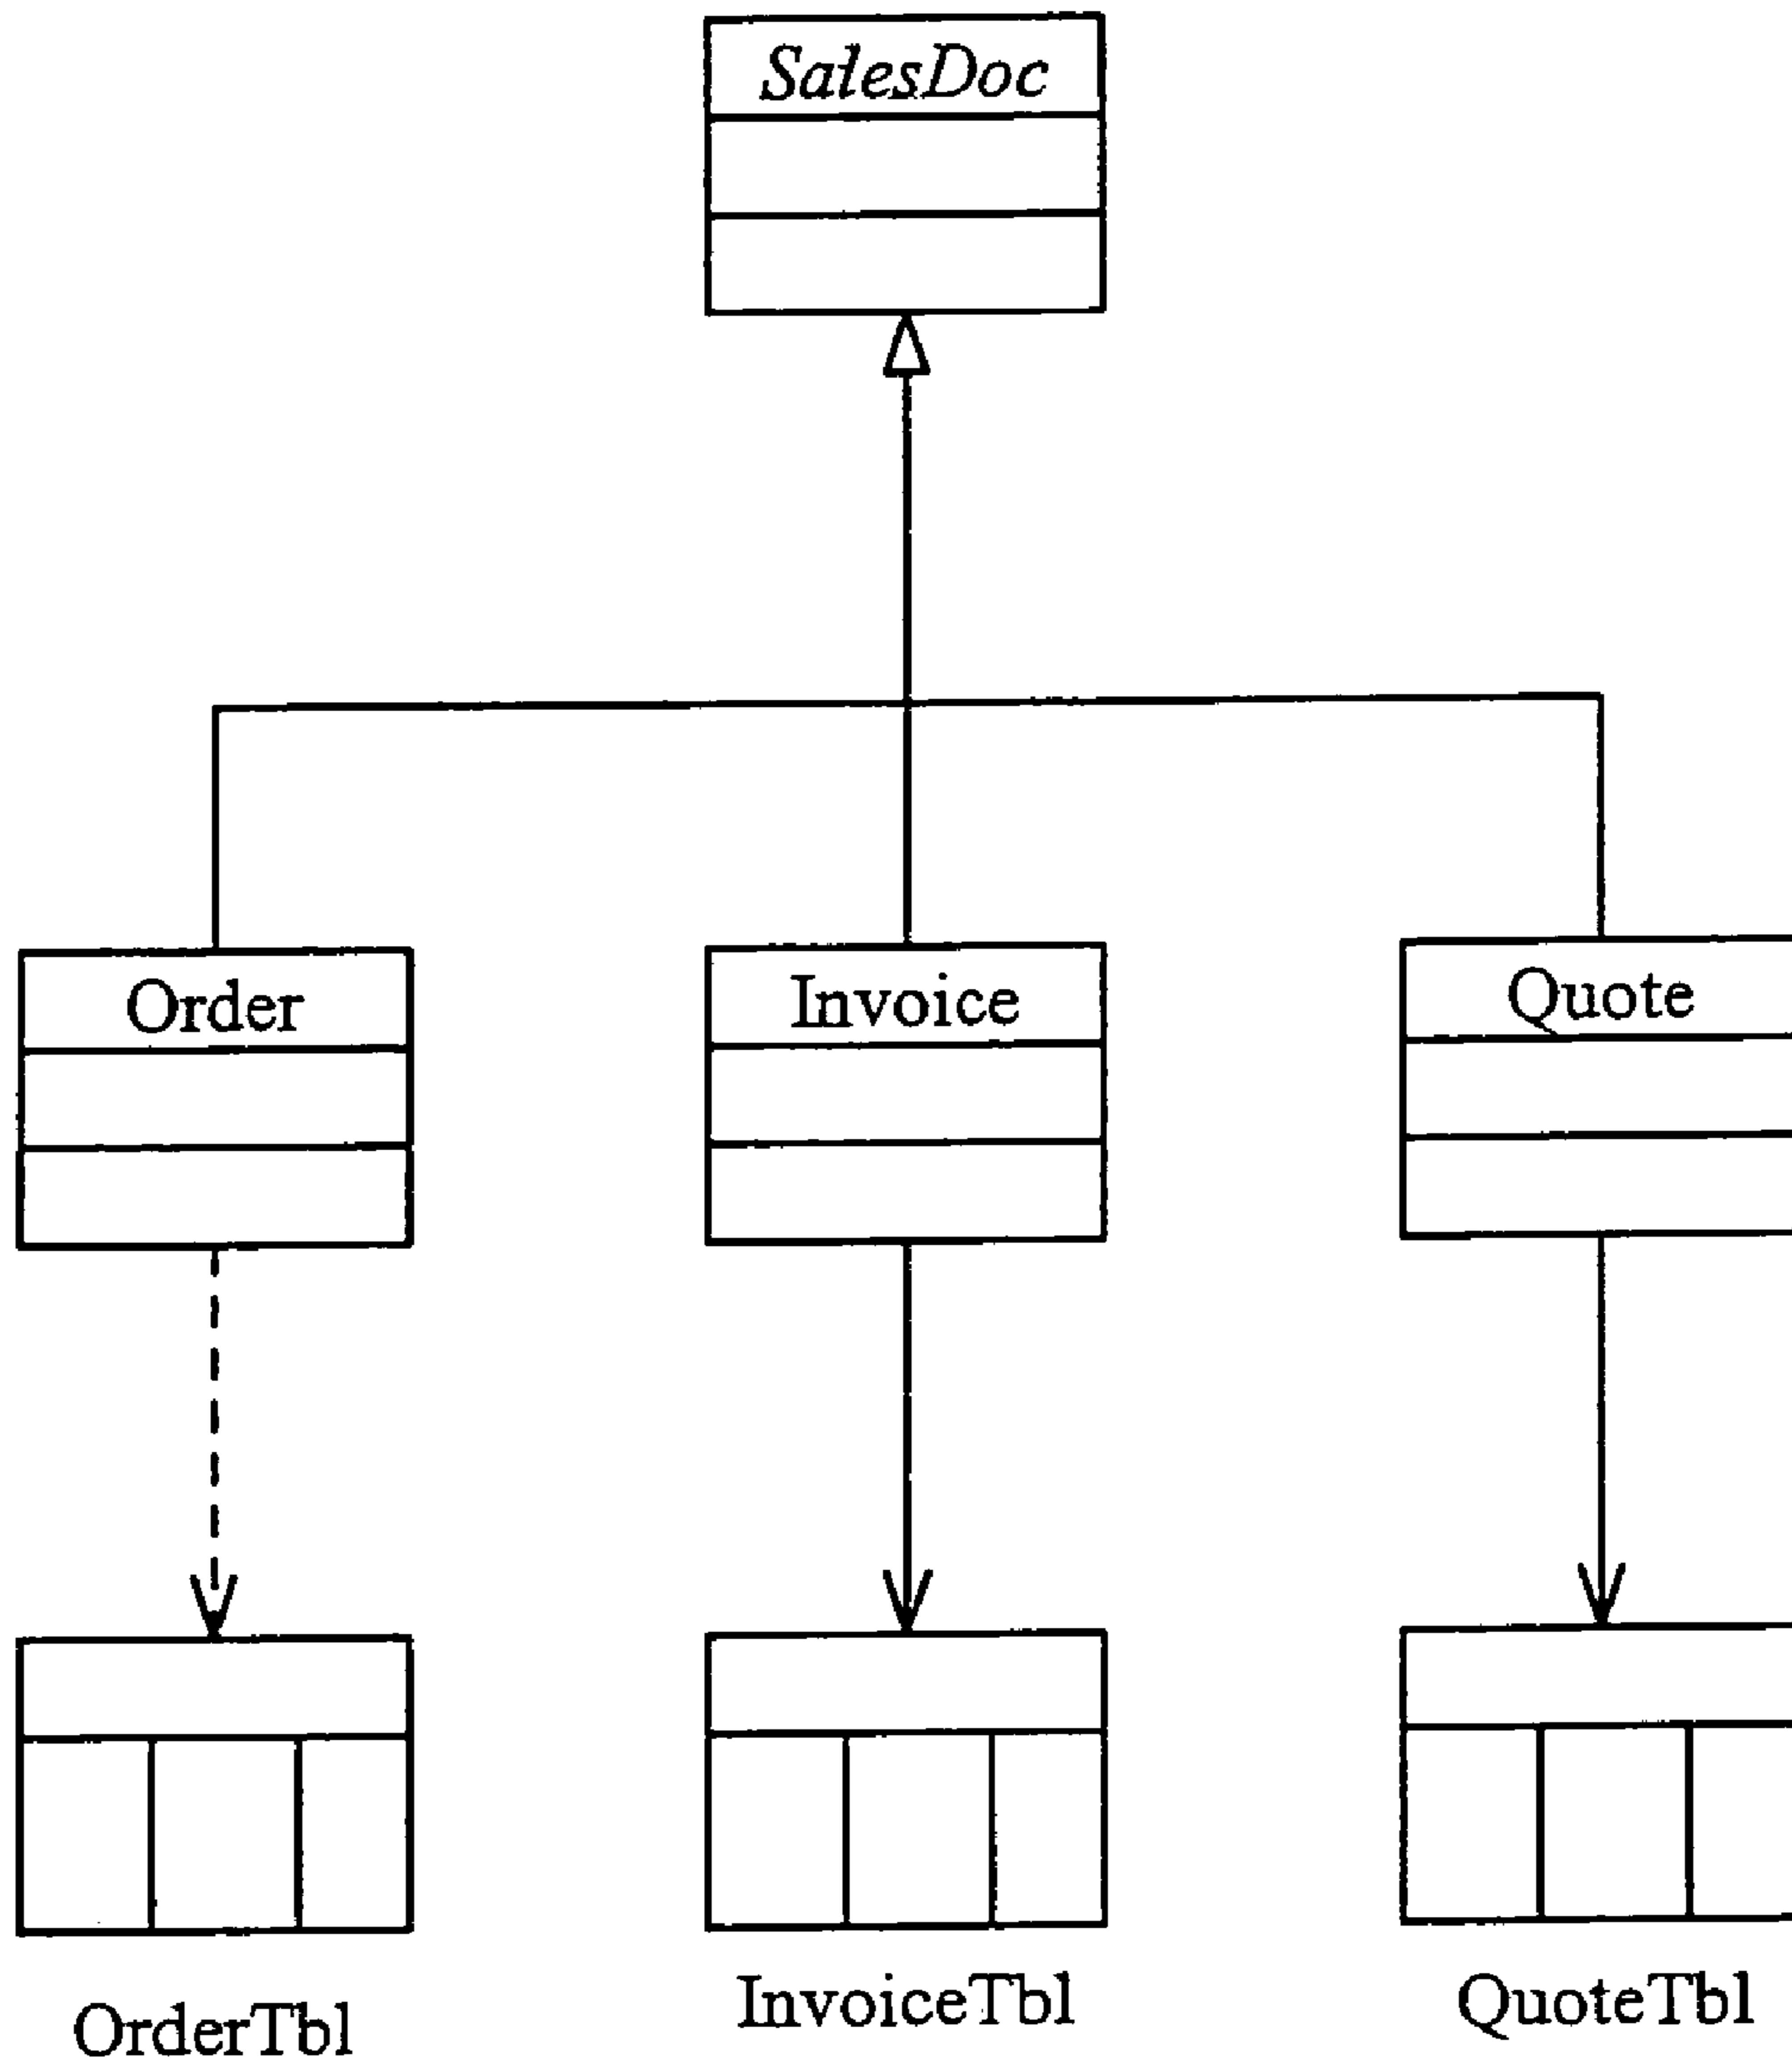 SalesDoc
Order
Invoice
Quote
OrderTbl
InvoiceTbl
QuoteTbl